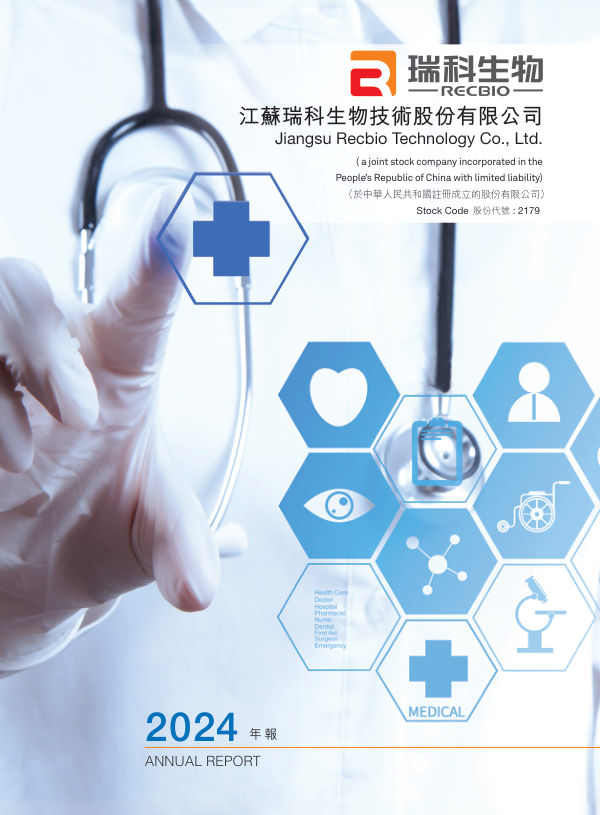 瑞科生物
RECBIO
江蘇瑞科生物技術股份有限公司
Jiangsu Recbio Technology Co., Ltd.
( a joint stock company incorporated in the
People's Republic of China with limited liability)
（於中華人民共和國註冊成立的股份有限公司）
Stock Code 股份代號 : 2179
Health Care
Doctor
Hospital
Pharmacist
Nurse
Dentist
First Aid
Surgeon
Emergency
MEDICAL
2024 年報
ANNUAL REPORT